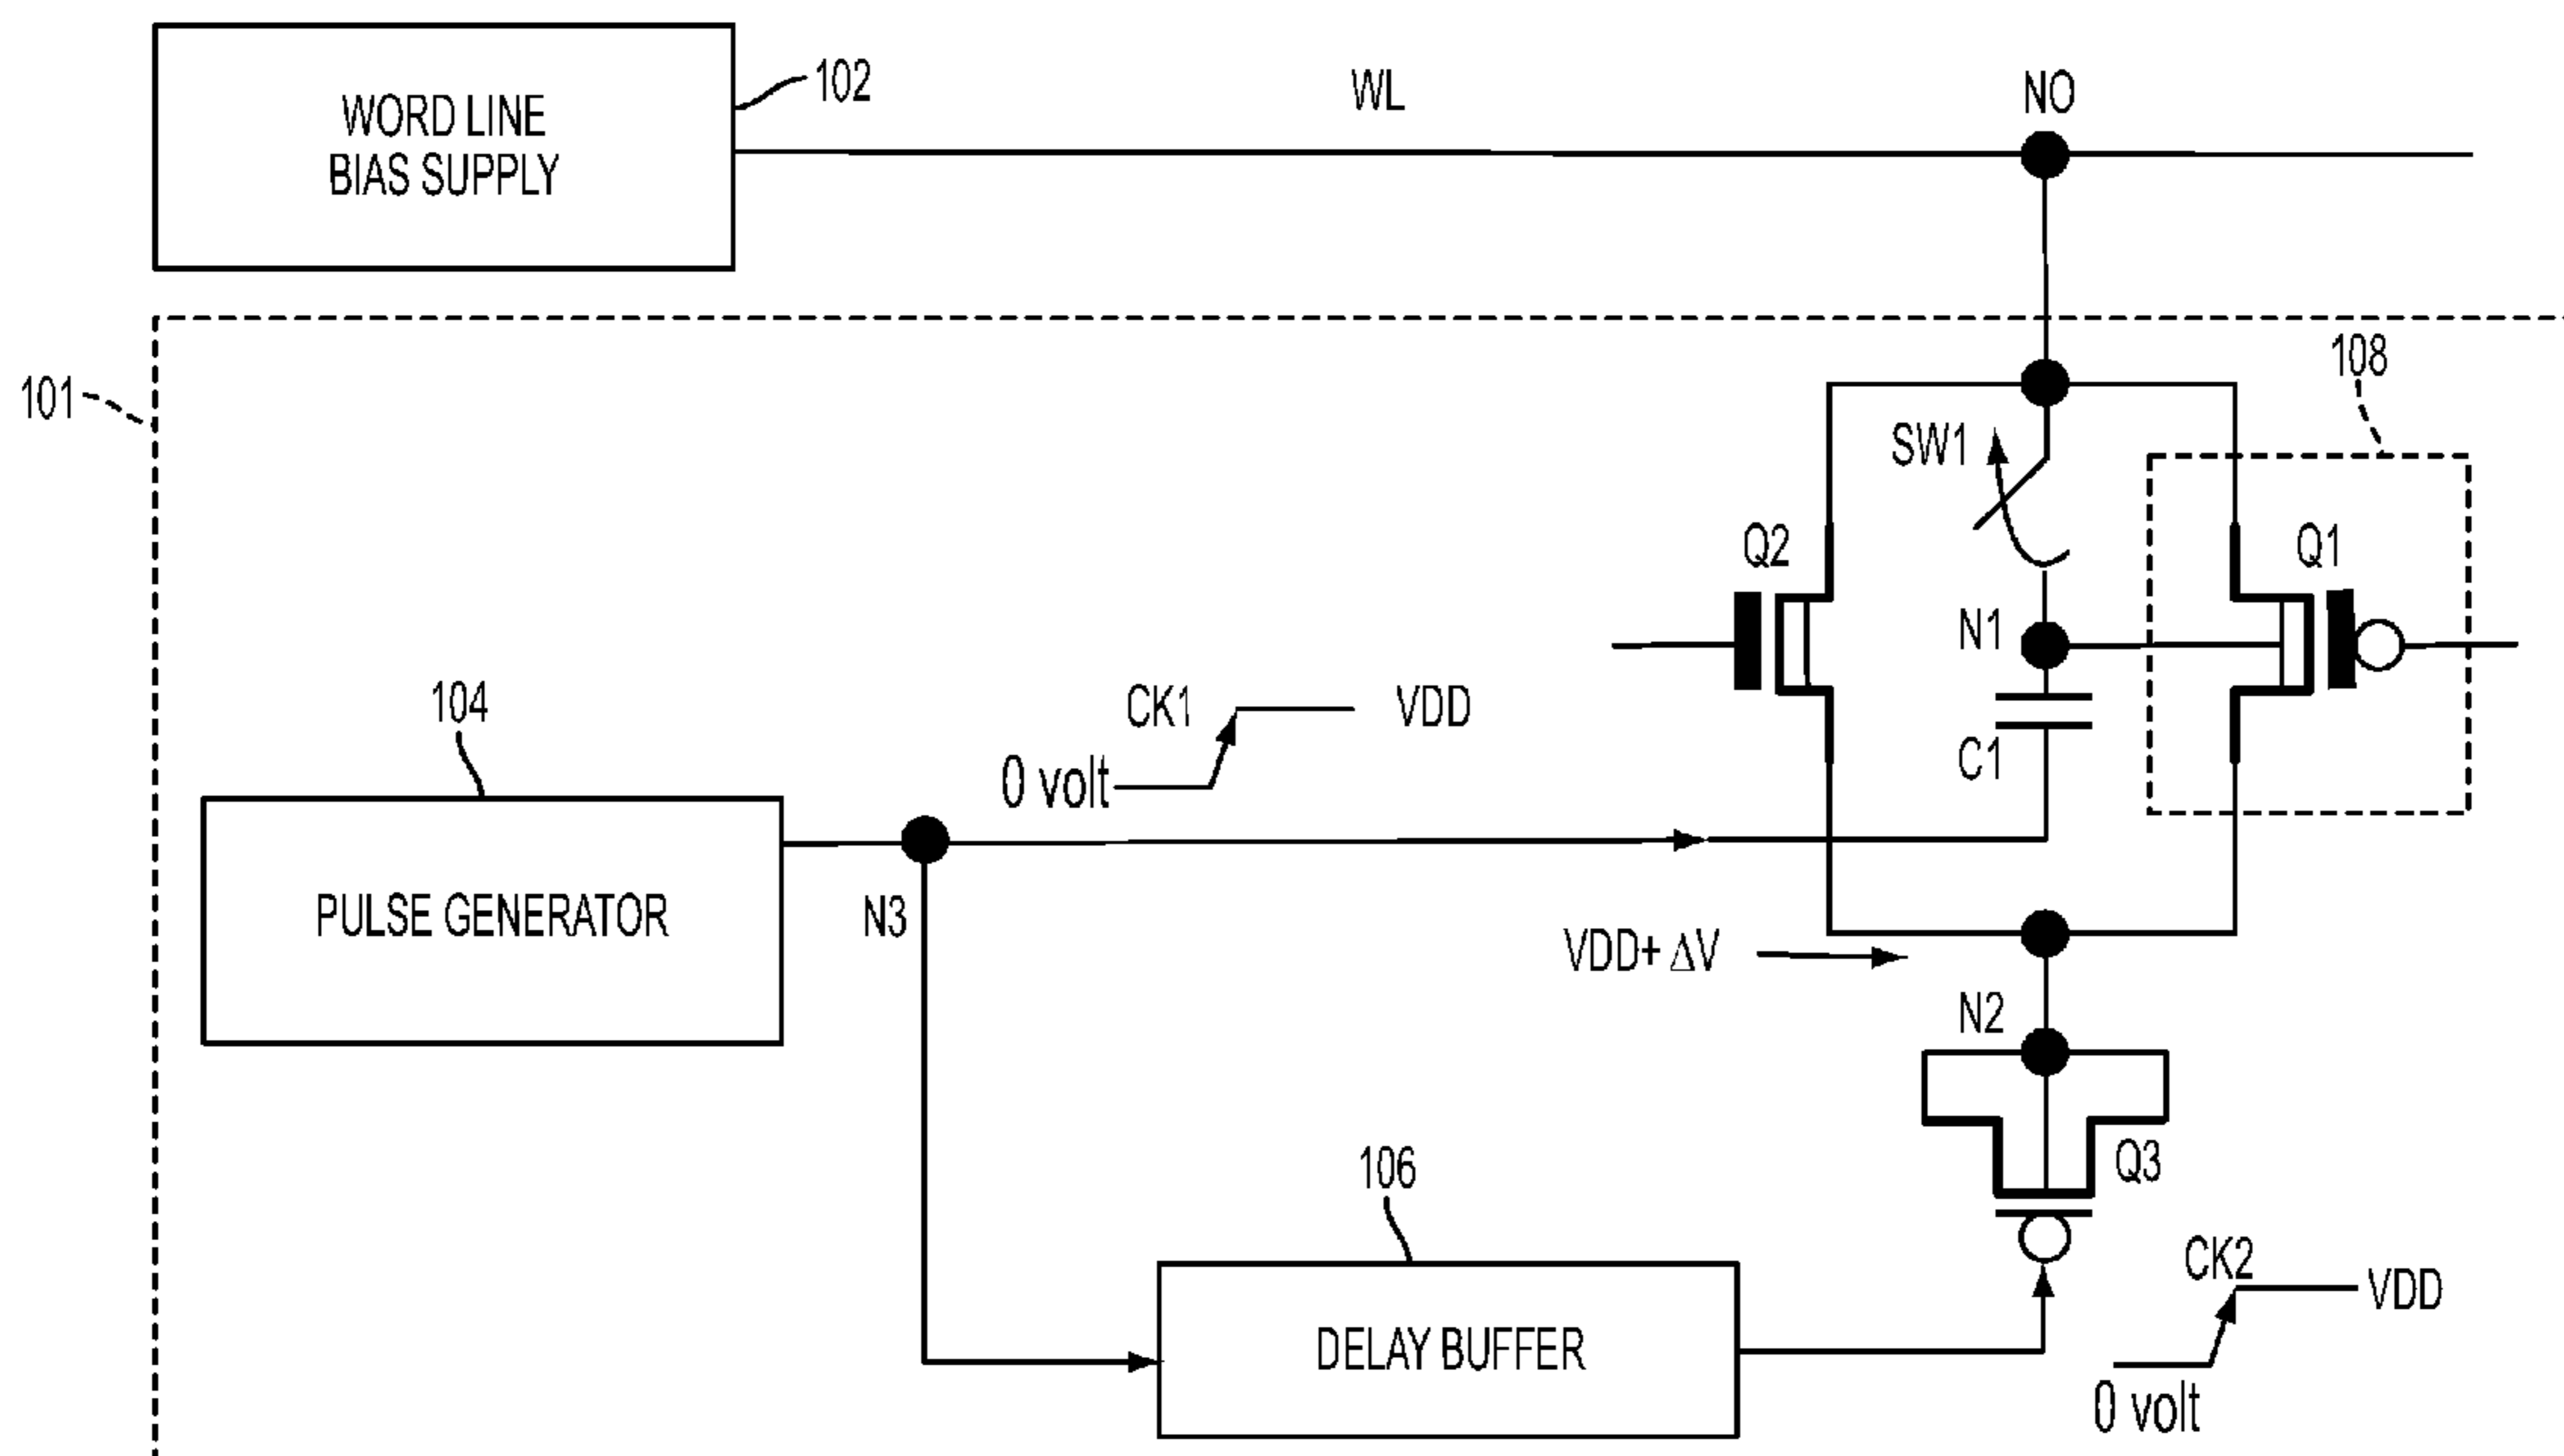 102
WL
NO
WORD LINE
BIAS SUPPLY
101
108
SW1
Q2
Q1
N1
104
CK1
VDD
0 volt
C1
PULSE GENERATOR
N3
VDD+ ΔV
N2
Q3
106
CK2
VDD
DELAY BUFFER
0 volt